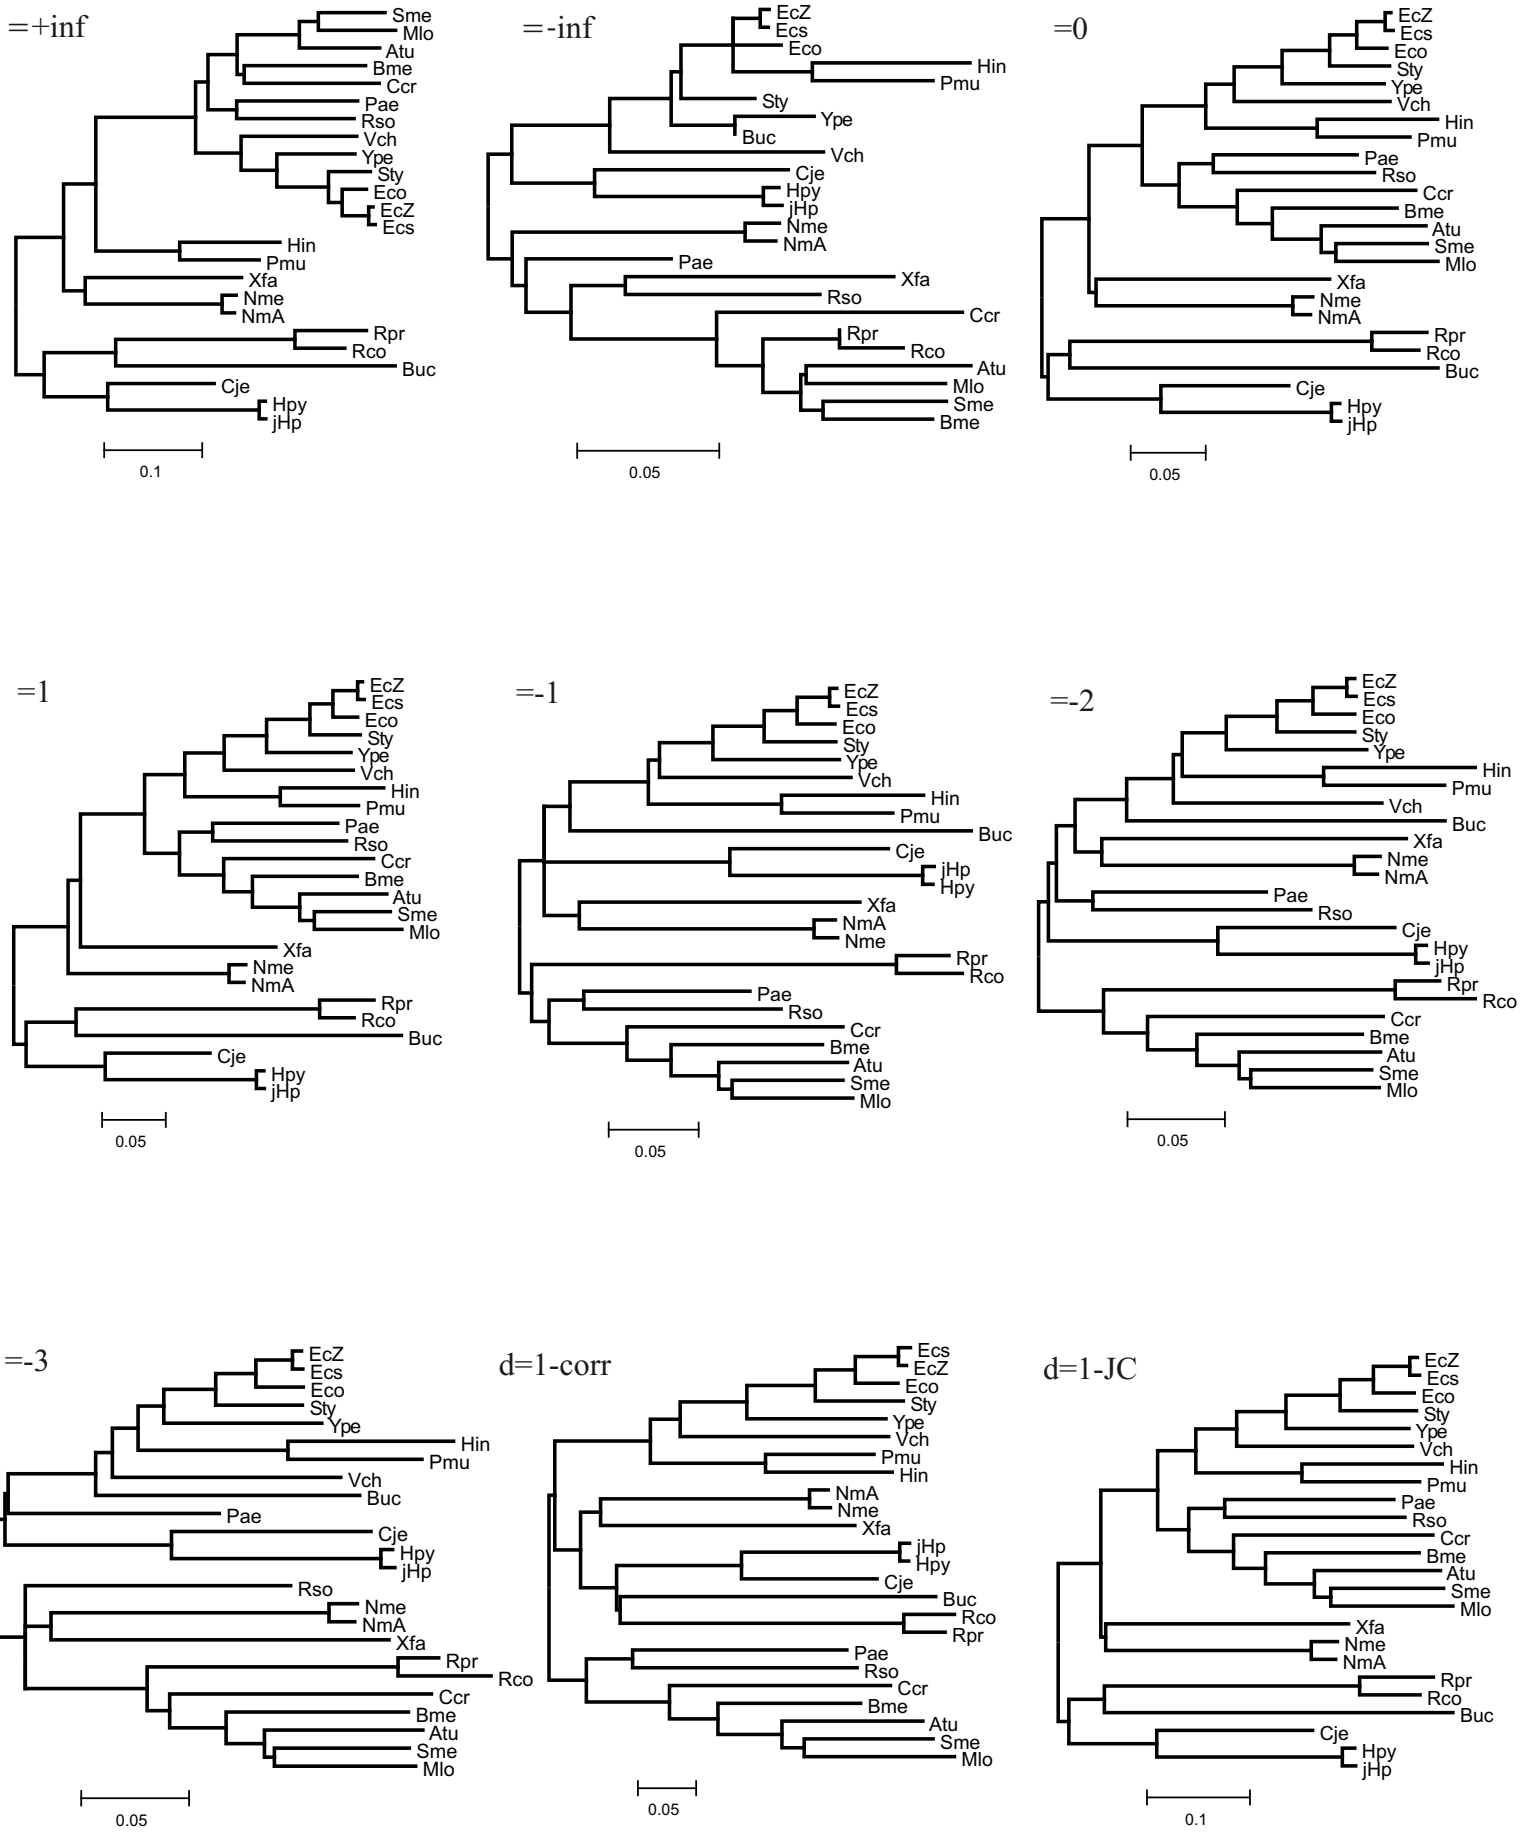 =+inf
Sme
Mlo
Atu
Bme
Ccr
Pae
Rso
Vch
Ype
Sty
Eco
EcZ
Ecs
Hin
Pmu
Xfa
Nme
NmA
Rpr
Rco
Buc
Cje
Hpy
jHp
0.1
=-inf
EcZ
Ecs
Eco
Hin
Pmu
Sty
Ype
Buc
Vch
Cje
Hpy
jHp
Nme
NmA
Pae
Xfa
Rso
Ccr
Rpr
Rco
Atu
Mlo
Sme
Bme
0.05
=0
EcZ
Ecs
Eco
Sty
Ype
Vch
Hin
Pmu
Pae
Rso
Ccr
Bme
Atu
Sme
Mlo
Xfa
Nme
NmA
Rpr
Rco
Buc
Cje
Hpy
jHp
0.05
=1
EcZ
Ecs
Eco
Sty
Ype
Vch
Hin
Pmu
Pae
Rso
Ccr
Bme
Atu
Sme
Mlo
Xfa
Nme
NmA
Rpr
Rco
Buc
Cje
Hpy
jHp
0.05
=-1
EcZ
Ecs
Eco
Sty
Ype
Vch
Hin
Pmu
Buc
Cje
jHp
Hpy
Xfa
NmA
Nme
Rpr
Rco
Pae
Rso
Ccr
Bme
Atu
Sme
Mlo
0.05
=-2
EcZ
Ecs
Eco
Sty
Ype
Hin
Pmu
Vch
Buc
Xfa
Nme
NmA
Pae
Rso
Cje
Hpy
jHp
Rpr
Rco
Ccr
Bme
Atu
Sme
Mlo
0.05
=-3
EcZ
Ecs
Eco
Sty
Ype
Hin
Pmu
Vch
Buc
Pae
Cje
Hpy
jHp
Rso
Nme
NmA
Xfa
Rpr
Rco
Ccr
Bme
Atu
Sme
Mlo
0.05
d=1-corr
Ecs
EcZ
Eco
Sty
Ype
Vch
Pmu
Hin
NmA
Nme
Xfa
jHp
Hpy
Cje
Buc
Rco
Rpr
Pae
Rso
Ccr
Bme
Atu
Sme
Mlo
0.05
d=1-JC
EcZ
Ecs
Eco
Sty
Ype
Vch
Hin
Pmu
Pae
Rso
Ccr
Bme
Atu
Sme
Mlo
Xfa
Nme
NmA
Rpr
Rco
Buc
Cje
Hpy
jHp
0.1